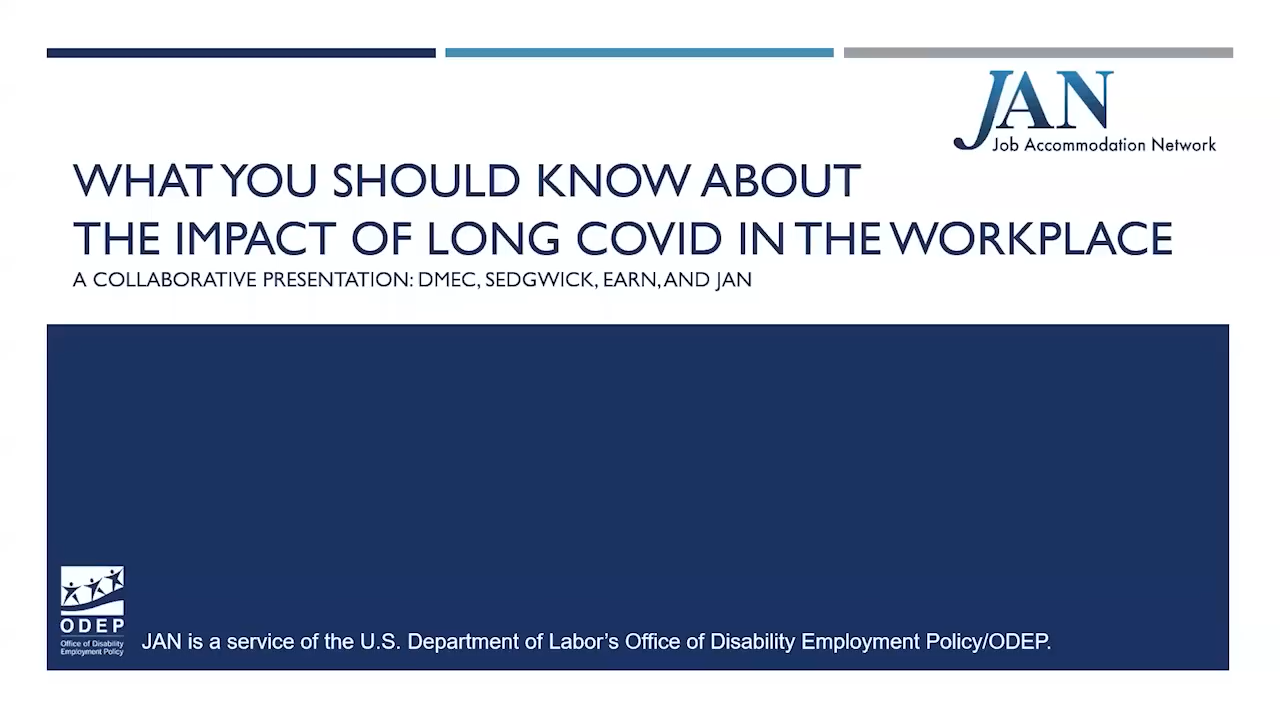 JAN
Job Accommodation Network
WHAT YOU SHOULD KNOW ABOUT
THE IMPACT OF LONG COVID IN THE WORKPLACE
A COLLABORATIVE PRESENTATION: DMEC, SEDGWICK, EARN, AND JAN
ODEP
Office of Disability
Employment Policy
JAN is a service of the U.S. Department of Labor’s Office of Disability Employment Policy/ODEP.